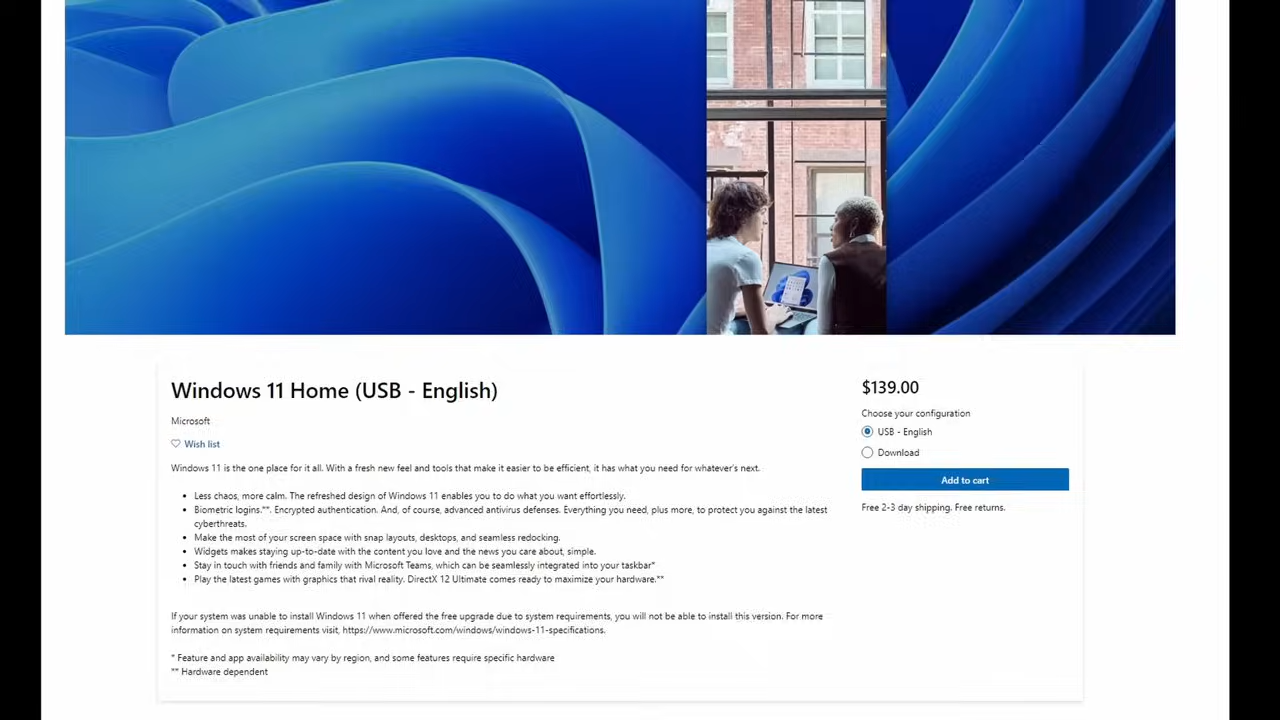 Windows 11 Home (USB - English)
Microsoft
Wish list
Windows 11 is the one place for it all. With a fresh new feel and tools that make it easier to be efficient, it has what you need for whatever's next.
Less chaos, more calm. The refreshed design of Windows 11 enables you to do what you want effortlessly.
Biometric logins.**. Encrypted authentication. And, of course, advanced antivirus defenses. Everything you need, plus more, to protect you against the latest
cyberthreats.
Make the most of your screen space with snap layouts, desktops, and seamless redocking.
Widgets makes staying up-to-date with the content you love and the news you care about, simple.
Stay in touch with friends and family with Microsoft Teams, which can be seamlessly integrated into your taskbar*
Play the latest games with graphics that rival reality. DirectX 12 Ultimate comes ready to maximize your hardware.**
If your system was unable to install Windows 11 when offered the free upgrade due to system requirements, you will not be able to install this version. For more
information on system requirements visit, https://www.microsoft.com/windows/windows-11-specifications.
* Feature and app availability may vary by region, and some features require specific hardware
** Hardware dependent
$139.00
Choose your configuration
USB - English
Download
Add to cart
Free 2-3 day shipping. Free returns.